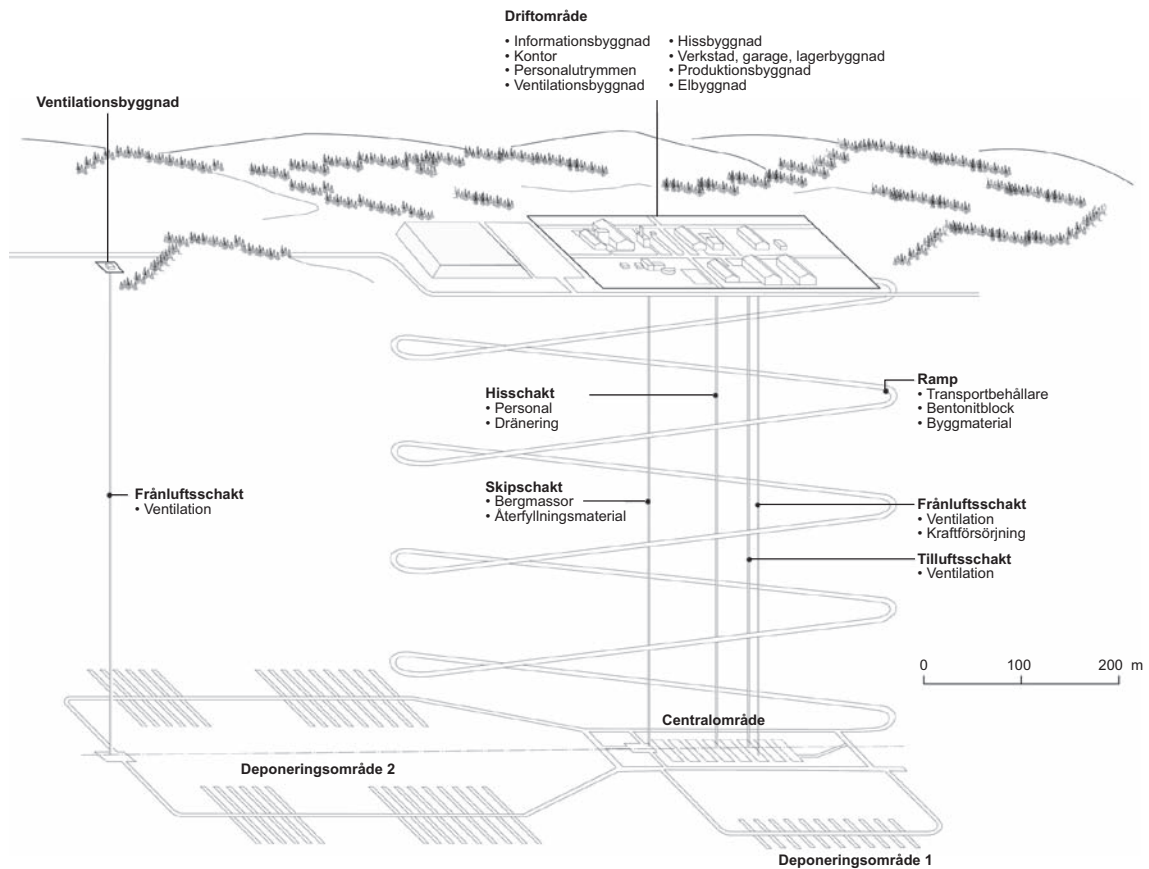 Driftområde
• Informationsbyggnad
• Kontor
• Personalutrymmen
• Ventilationsbyggnad
• Hissbyggnad
• Verkstad, garage, lagerbyggnad
• Produktionsbyggnad
• Elbyggnad
Ventilationsbyggnad
Hisschakt
• Personal
• Dränering
Ramp
• Transportbehållare
• Bentonitblock
• Byggmaterial
Frånluftsschakt
• Ventilation
Skipschakt
• Bergmassor
• Återfyllningsmaterial
Frånluftsschakt
• Ventilation
• Kraftförsörjning
Tilluftsschakt
• Ventilation
0 100 200 m
Centralområde
Deponeringsområde 2
Deponeringsområde 1